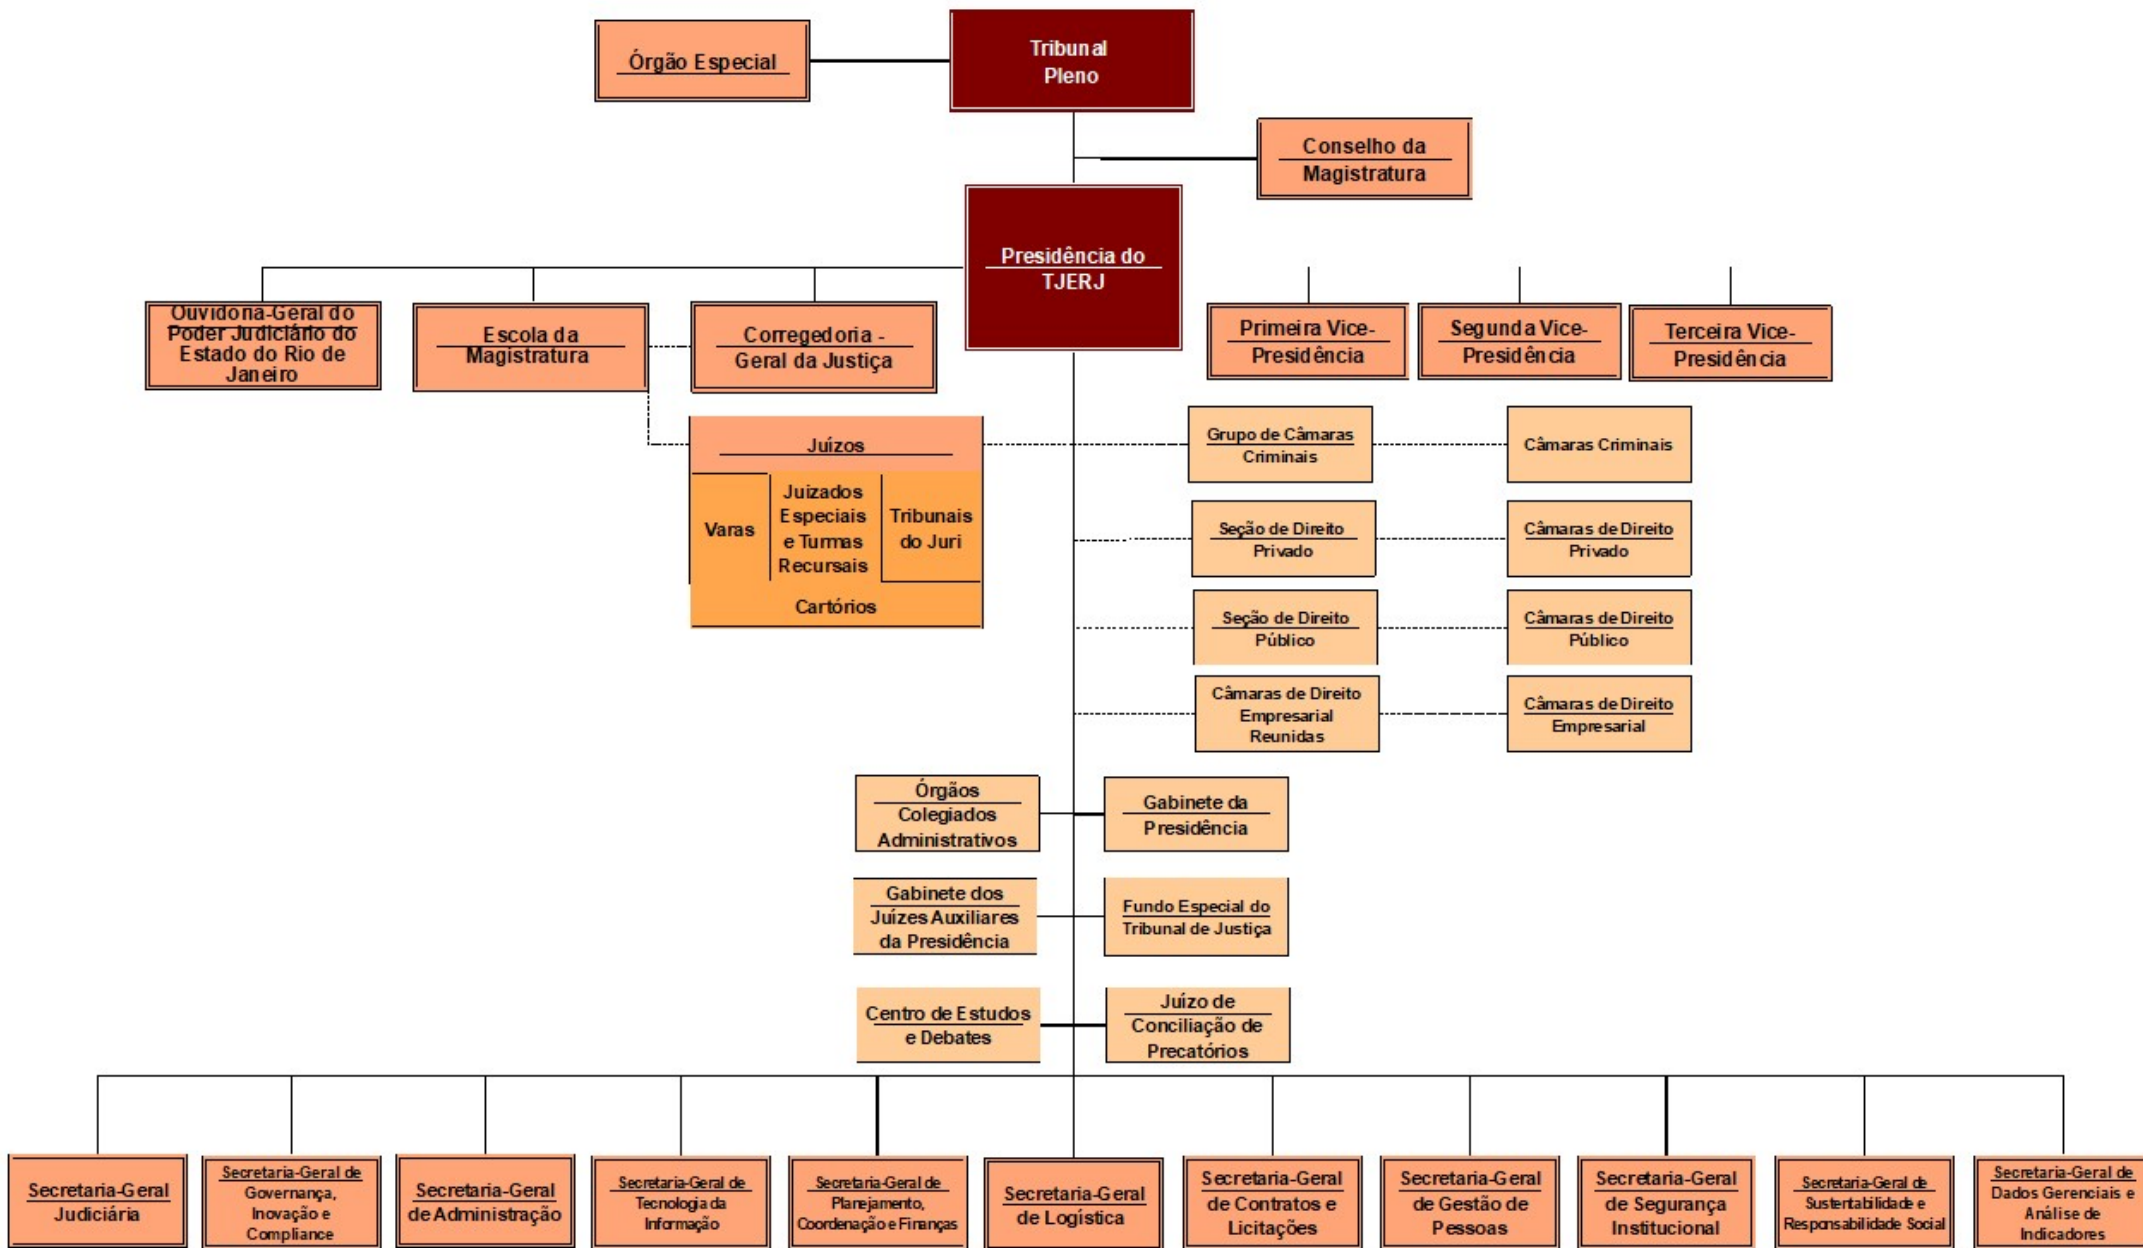 Órgão Especial
Tribunal
Pleno
Conselho da
Magistratura
Presidência do
TJERJ
Ouvidoria-Geral do
Poder Judiciário do
Estado do Rio de
Janeiro
Escola da
Magistratura
Corregedoria -
Geral da Justiça
Primeira Vice-
Presidência
Segunda Vice-
Presidência
Terceira Vice-
Presidência
Juízos
Varas
Juizados
Especiais
e Turmas
Recursais
Tribunais
do Juri
Cartórios
Grupo de Câmaras
Criminais
Câmaras Criminais
Seção de Direito
Privado
Câmaras de Direito
Privado
Seção de Direito
Público
Câmaras de Direito
Público
Câmaras de Direito
Empresarial
Reunidas
Câmaras de Direito
Empresarial
Órgãos
Colegiados
Administrativos
Gabinete da
Presidência
Gabinete dos
Juízes Auxiliares
da Presidência
Fundo Especial do
Tribunal de Justiça
Centro de Estudos
e Debates
Juízo de
Conciliação de
Precatórios
Secretaria-Geral
Judiciária
Secretaria-Geral de
Governança,
Inovação e
Compliance
Secretaria-Geral
de Administração
Secretaria-Geral de
Tecnologia da
Informação
Secretaria-Geral de
Planejamento,
Coordenação e Finanças
Secretaria-Geral
de Logística
Secretaria-Geral
de Contratos e
Licitações
Secretaria-Geral
de Gestão de
Pessoas
Secretaria-Geral
de Segurança
Institucional
Secretaria-Geral de
Sustentabilidade e
Responsabilidade Social
Secretaria-Geral de
Dados Gerenciais e
Análise de
Indicadores